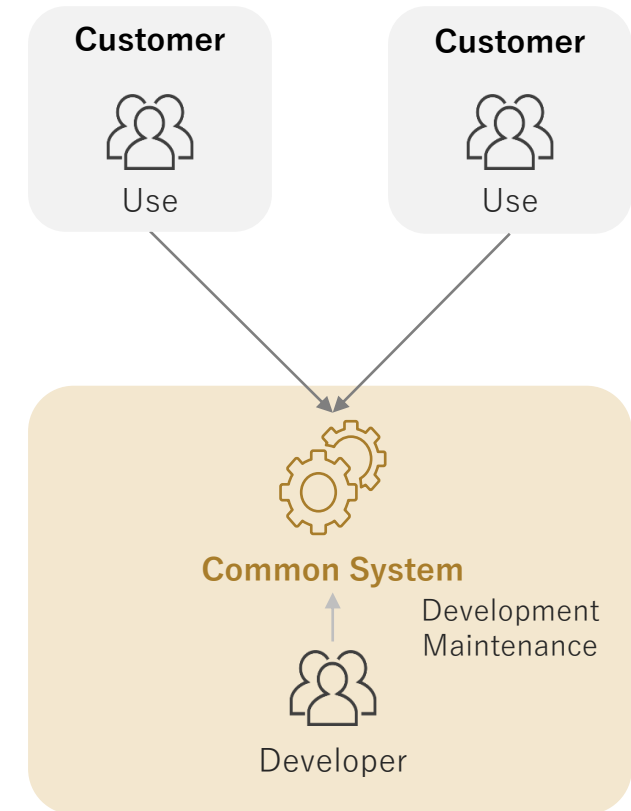 Customer
Customer
Use
Use
Common System
Development
Maintenance
Developer